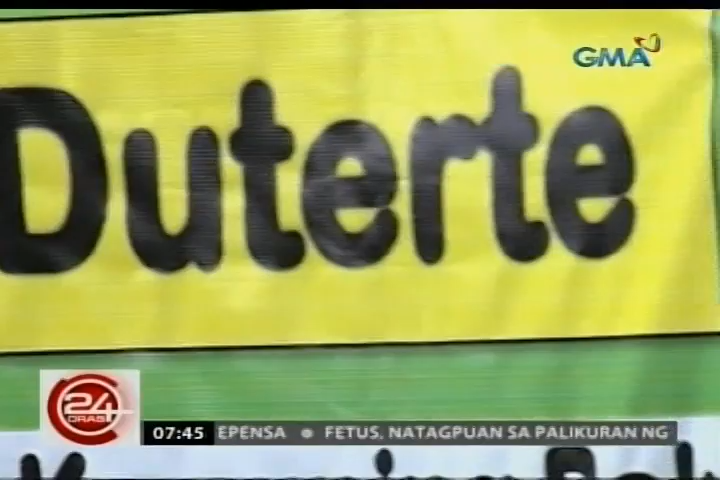 GMA
Duterte
24
ORAS
07:45 EPENSA • FETUS, NATAGPUAN SA PALIKURAN NG